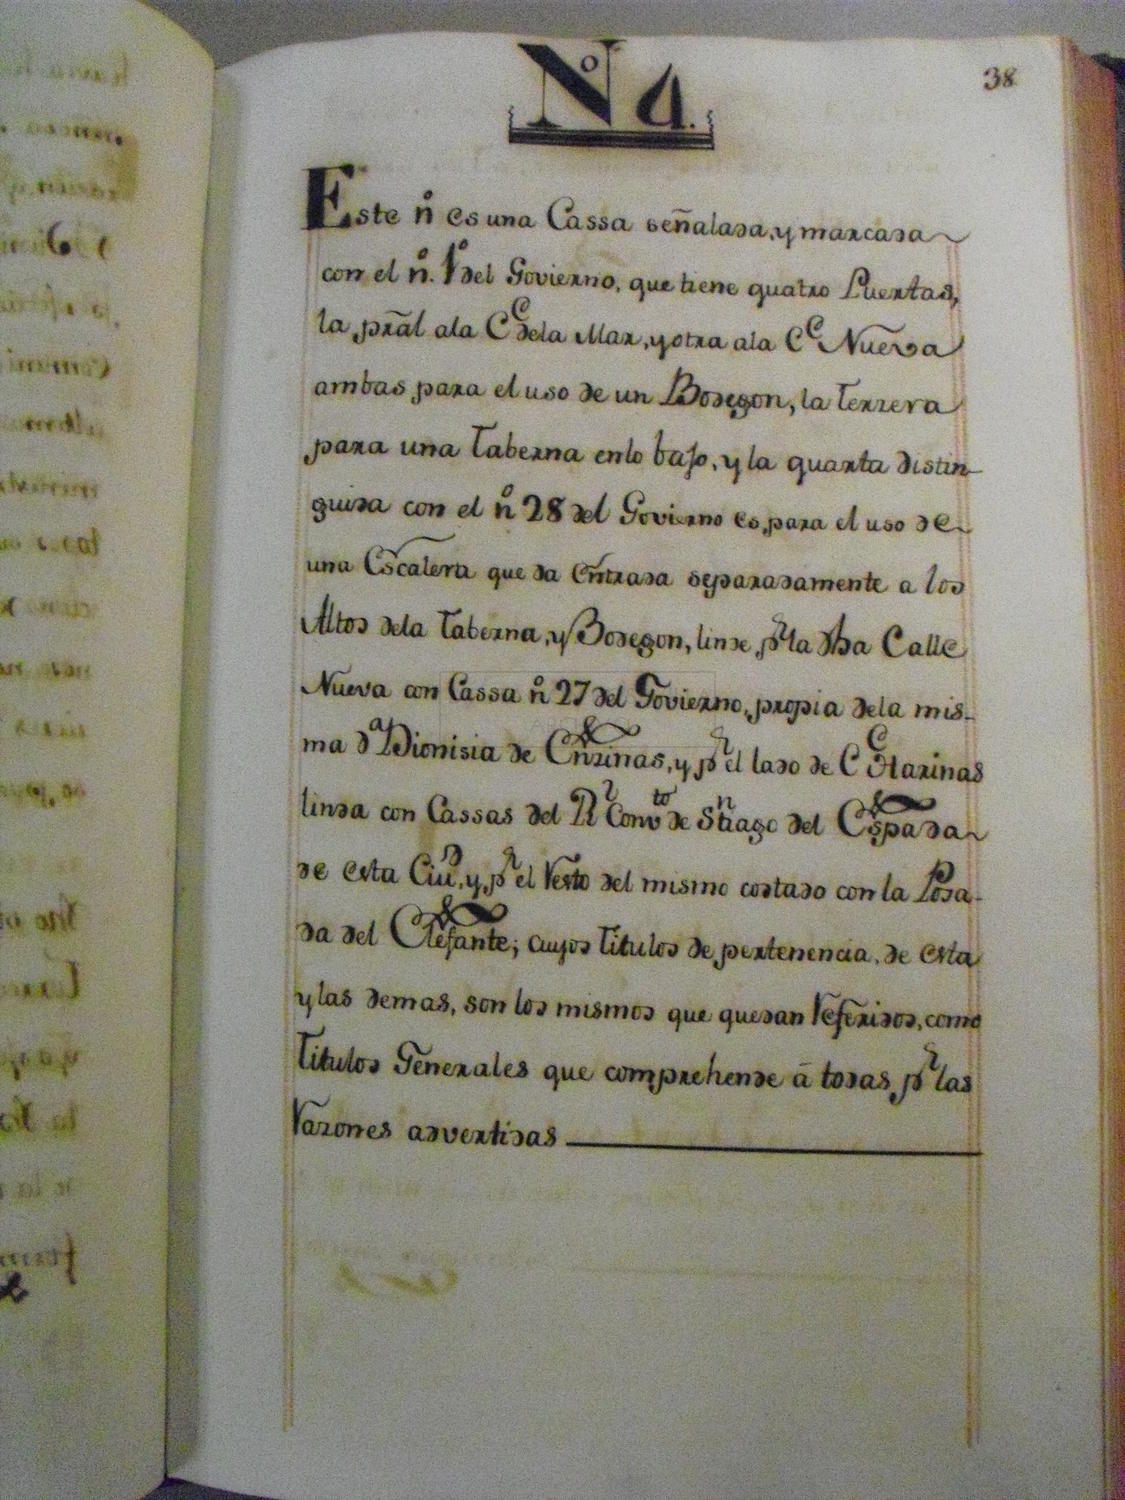 38
Nº 4.
Este nº es una Cassa señalada, y marcada
con el nº. 1º del Govierno, que tiene quatro Puertas,
la prãl ala Cᵉ dela Mar, y otra ala Cᵉ Nueva
ambas para el uso de un Bodegon, la terzera
para una Taberna enlo bajo, y la quarta distin-
guida con el nº 28 del Govierno es para el uso de
una Escalera que da entrada separadamente a los
Altos dela Taberna, y Bodegon, linde pʳ la dha Calle
Nueva con Cassa nº 27 del Govierno, propia dela mis-
ma dª Dionisia de Enzinas, y pʳ el lado de Cᵉ Harinas
linda con Cassas del Rˡ Convᵗᵒ de Sntiago del Espada
de esta Ciuᵈ, y pʳ el resto del mismo costado con la Posa-
da del Elefante; cuyos titulos de pertenencia, de esta
y las demas, son los mismos que quedan referidos, como
titulos Generales que comprehende â todas pʳ las
razones advertidas